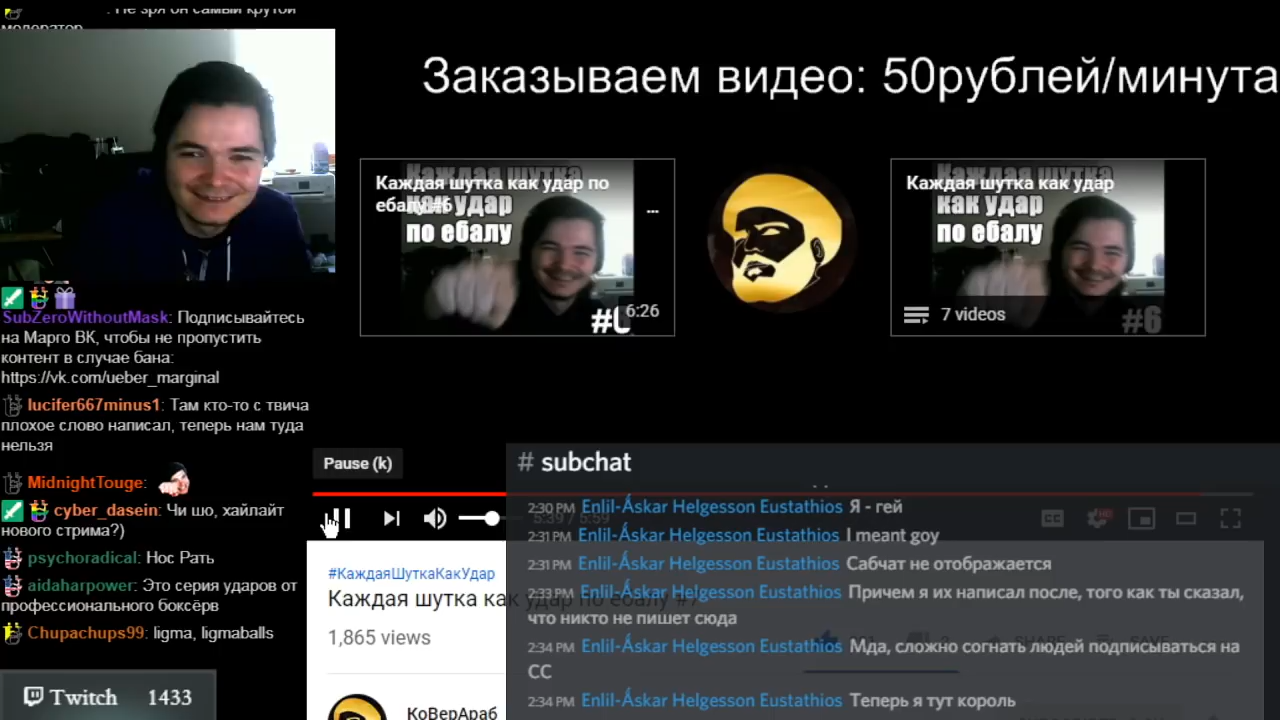 : Не зря он самый крутой
модератор
Заказываем видео: 50рублей/минута
Каждая шутка как удар по
ебалу #6
как удар
по ебалу
6:26
Каждая шутка как удар
Каждая шутка
как удар
по ебалу
7 videos
#6
SubZeroWithoutMask: Подписывайтесь
на Марго ВК, чтобы не пропустить
контент в случае бана:
https://vk.com/ueber_marginal
lucifer667minus1: Там кто-то с твича
плохое слово написал, теперь нам туда
нельзя
MidnightTouge:
cyber_dasein: Чи шо, хайлайт
нового стрима?)
psychoradical: Нос Рать
aidaharpower: Это серия ударов от
профессионального боксёрв
Chupachups99: ligma, ligmaballs
Twitch 1433
Pause (k)
5:39 / 5:59
CC HD
#КаждаяШуткаКакУдар
Каждая шутка как удар по ебалу #7
1,865 views
SHARE SAVE
КоВерАраб
# subchat
2:30 PM Enlil-Áskar Helgesson Eustathios Я - гей
2:31 PM Enlil-Áskar Helgesson Eustathios I meant goy
2:31 PM Enlil-Áskar Helgesson Eustathios Сабчат не отображается
2:33 PM Enlil-Áskar Helgesson Eustathios Причем я их написал после, того как ты сказал,
что никто не пишет сюда
2:34 PM Enlil-Áskar Helgesson Eustathios Мда, сложно согнать людей подписываться на
СС
2:34 PM Enlil-Áskar Helgesson Eustathios Теперь я тут король